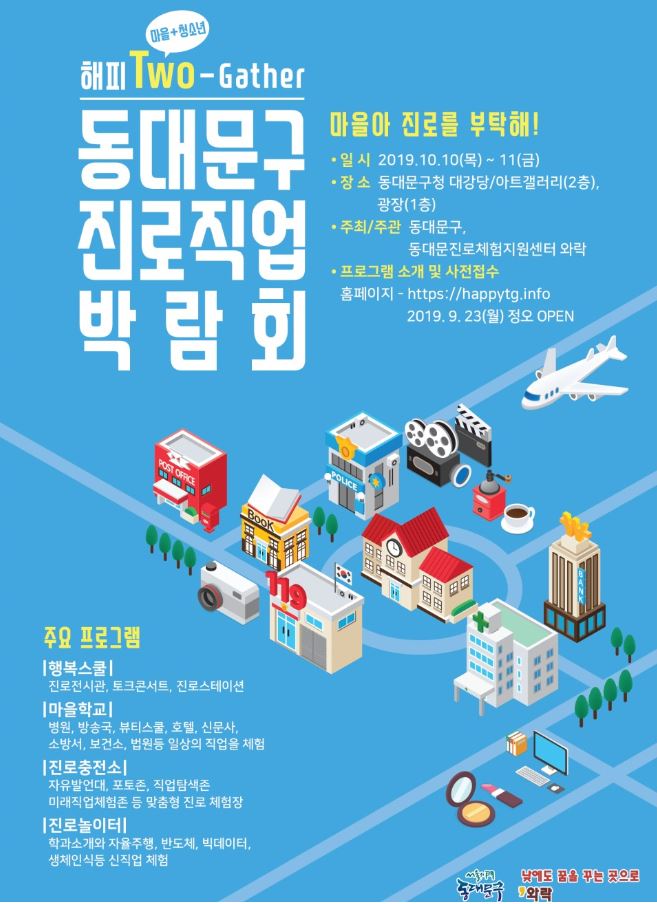 마을+청소년
해피 Two-Gather
동대문구
진로직업
박람회
마을아 진로를 부탁해!
• 일 시 2019.10.10(목) ~ 11(금)
• 장 소 동대문구청 대강당/아트갤러리(2층),
광장(1층)
• 주최/주관 동대문구,
동대문진로체험지원센터 와락
• 프로그램 소개 및 사전접수
홈페이지 - https://happytg.info
2019. 9. 23(월) 정오 OPEN
POST OFFICE
POLICE
BOOK
119
BANK
주요 프로그램
|행복스쿨|
진로전시관, 토크콘서트, 진로스테이션
|마을학교|
병원, 방송국, 뷰티스쿨, 호텔, 신문사,
소방서, 보건소, 법원등 일상의 직업을 체험
|진로충전소|
자유발언대, 포토존, 직업탐색존
미래직업체험존 등 맞춤형 진로 체험장
|진로놀이터|
학과소개와 자율주행, 반도체, 빅데이터,
생체인식등 신직업 체험
동대문구
낮에도 꿈을 꾸는 곳으로
와락